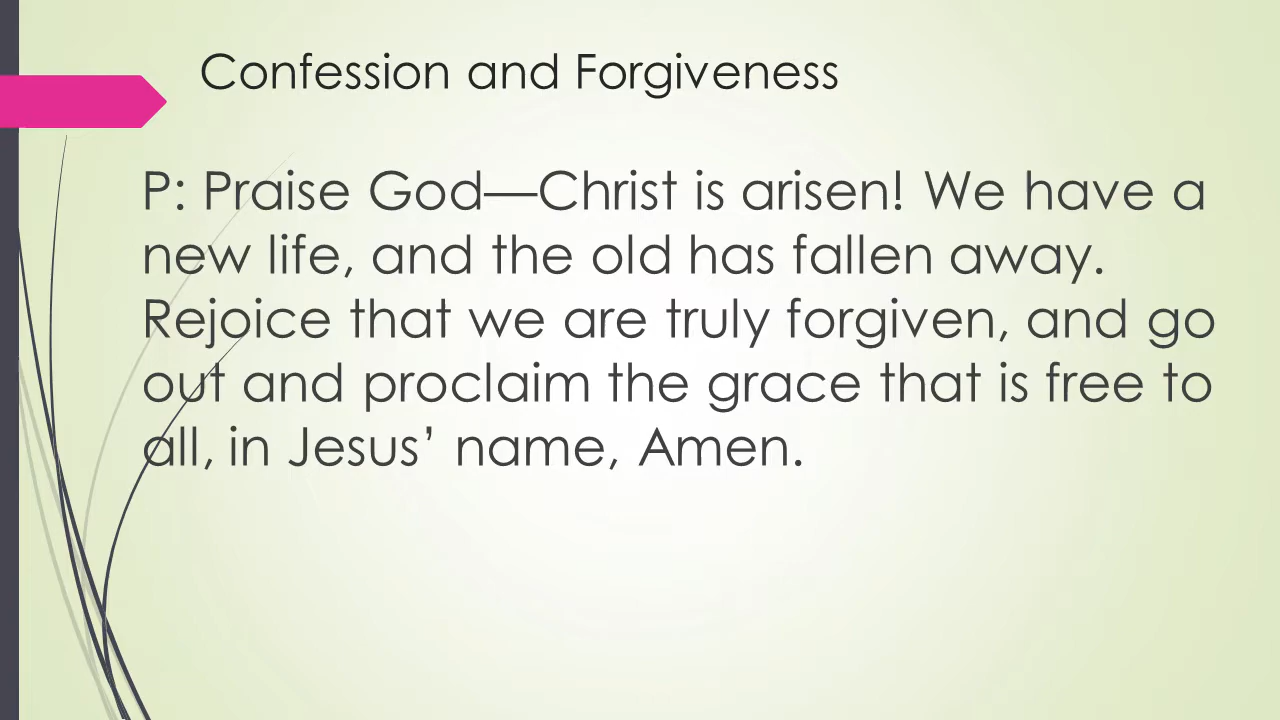 Confession and Forgiveness
P: Praise God—Christ is arisen! We have a
new life, and the old has fallen away.
Rejoice that we are truly forgiven, and go
out and proclaim the grace that is free to
all, in Jesus’ name, Amen.